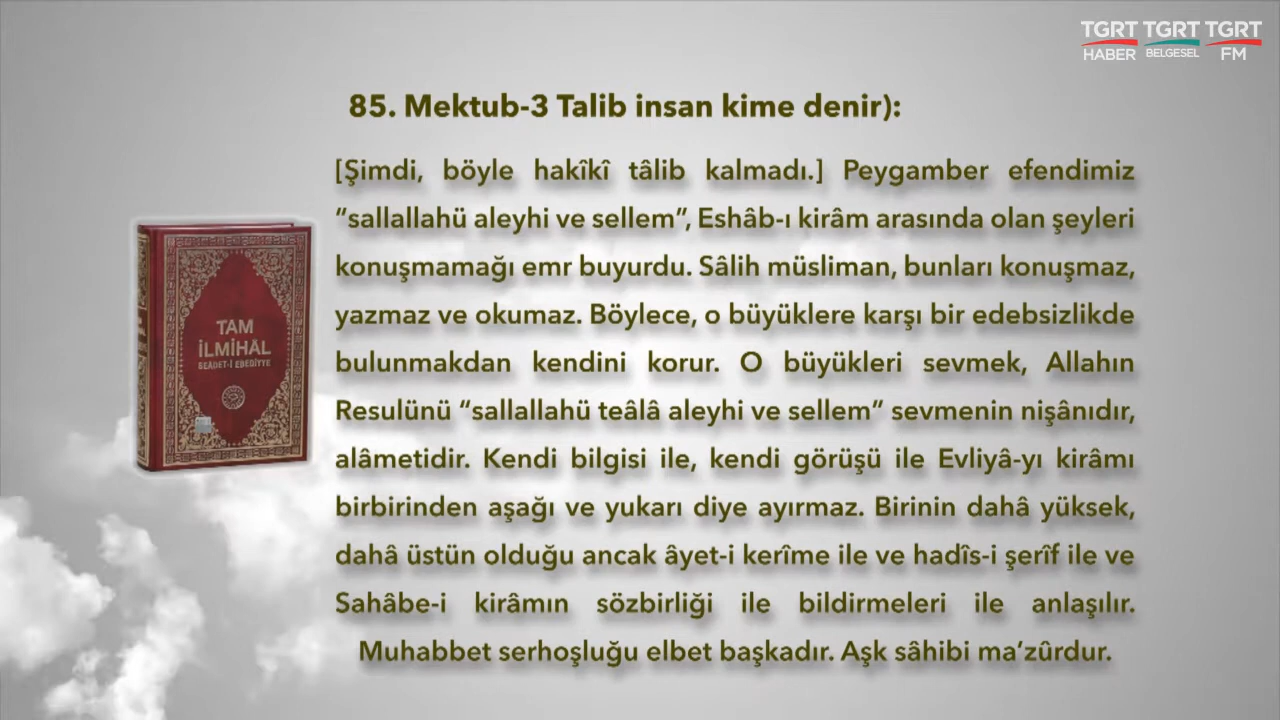 TGRT HABER
TGRT BELGESEL
TGRT FM
85. Mektub-3 Talib insan kime denir):
[Şimdi, böyle hakîkî tâlib kalmadı.] Peygamber efendimiz
“sallallahü aleyhi ve sellem”, Eshâb-ı kirâm arasında olan şeyleri
konuşmamağı emr buyurdu. Sâlih müsliman, bunları konuşmaz,
yazmaz ve okumaz. Böylece, o büyüklere karşı bir edebsizlikde
bulunmakdan kendini korur. O büyükleri sevmek, Allahın
Resulünü “sallallahü teâlâ aleyhi ve sellem” sevmenin nişânıdır,
alâmetidir. Kendi bilgisi ile, kendi görüşü ile Evliyâ-yı kirâmı
birbirinden aşağı ve yukarı diye ayırmaz. Birinin dahâ yüksek,
dahâ üstün olduğu ancak âyet-i kerîme ile ve hadîs-i şerîf ile ve
Sahâbe-i kirâmın sözbirliği ile bildirmeleri ile anlaşılır.
Muhabbet serhoşluğu elbet başkadır. Aşk sâhibi ma’zûrdur.
TAM
İLMİHÂL
SEÂDET-İ EBEDİYYE